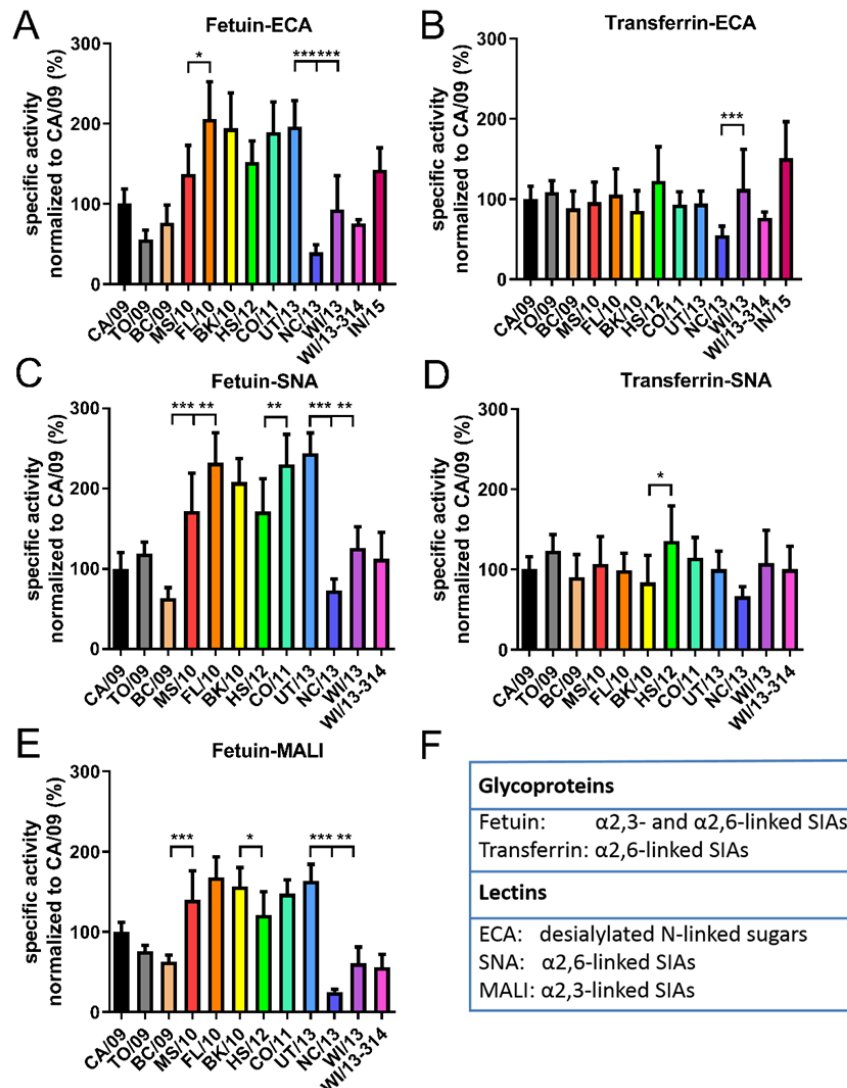 A
Fetuin-ECA
specific activity
normalized to CA/09 (%)
300
200
100
0
*
*** ***
CA/09
TO/09
BC/09
MS/10
FL/10
BK/10
HS/12
CO/11
UT/13
NC/13
WI/13
WI/13-314
IN/15
B
Transferrin-ECA
specific activity
normalized to CA/09 (%)
300
200
100
0
***
CA/09
TO/09
BC/09
MS/10
FL/10
BK/10
HS/12
CO/11
UT/13
NC/13
WI/13
WI/13-314
IN/15
C
Fetuin-SNA
specific activity
normalized to CA/09 (%)
300
200
100
0
*** **
**
*** **
CA/09
TO/09
BC/09
MS/10
FL/10
BK/10
HS/12
CO/11
UT/13
NC/13
WI/13
WI/13-314
D
Transferrin-SNA
specific activity
normalized to CA/09 (%)
300
200
100
0
*
CA/09
TO/09
BC/09
MS/10
FL/10
BK/10
HS/12
CO/11
UT/13
NC/13
WI/13
WI/13-314
E
Fetuin-MALI
specific activity
normalized to CA/09 (%)
300
200
100
0
***
*
*** **
CA/09
TO/09
BC/09
MS/10
FL/10
BK/10
HS/12
CO/11
UT/13
NC/13
WI/13
WI/13-314
F
Glycoproteins
Fetuin: α2,3- and α2,6-linked SIAs
Transferrin: α2,6-linked SIAs
Lectins
ECA: desialylated N-linked sugars
SNA: α2,6-linked SIAs
MALI: α2,3-linked SIAs